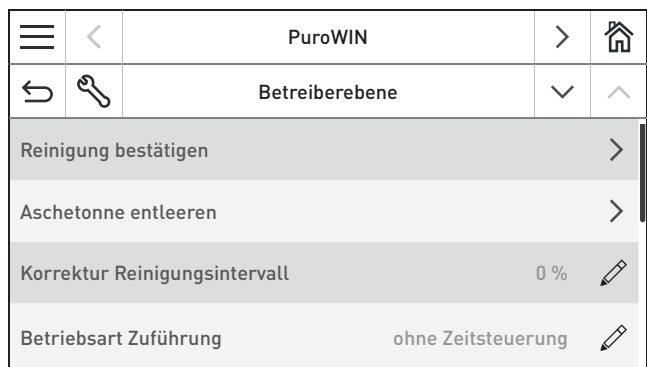 PuroWIN
Betreiberebene
Reinigung bestätigen
Aschetonne entleeren
Korrektur Reinigungsintervall 0 %
Betriebsart Zuführung ohne Zeitsteuerung